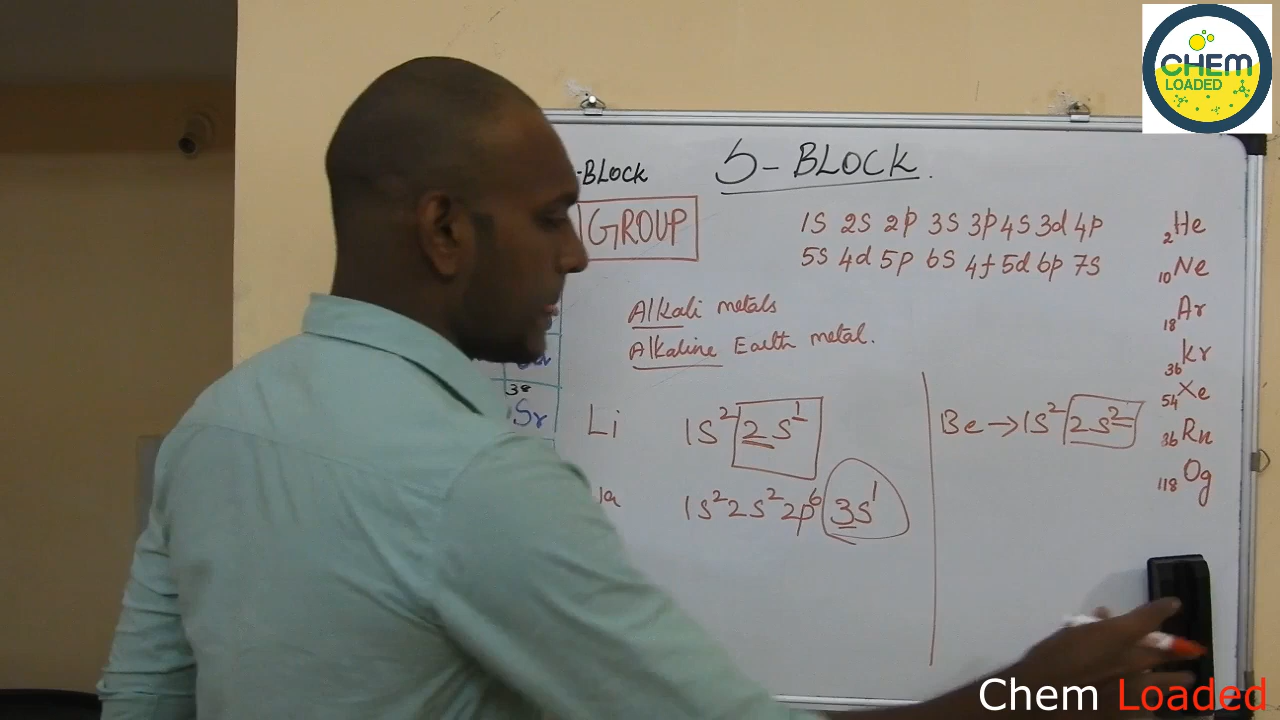 CHEM
LOADED
-BLOCK
S-BLOCK.
GROUP
1S 2S 2p 3S 3p 4S 3d 4p
5S 4d 5p 6S 4f 5d 6p 7S
2He
10Ne
18Ar
36Kr
54Xe
36Rn
118Og
Alkali metals
Alkaline Earth metal.
38
Sr
Li 1S² 2S¹
Be → 1S² 2S²
1S² 2S² 2p⁶ 3S¹
Chem Loaded